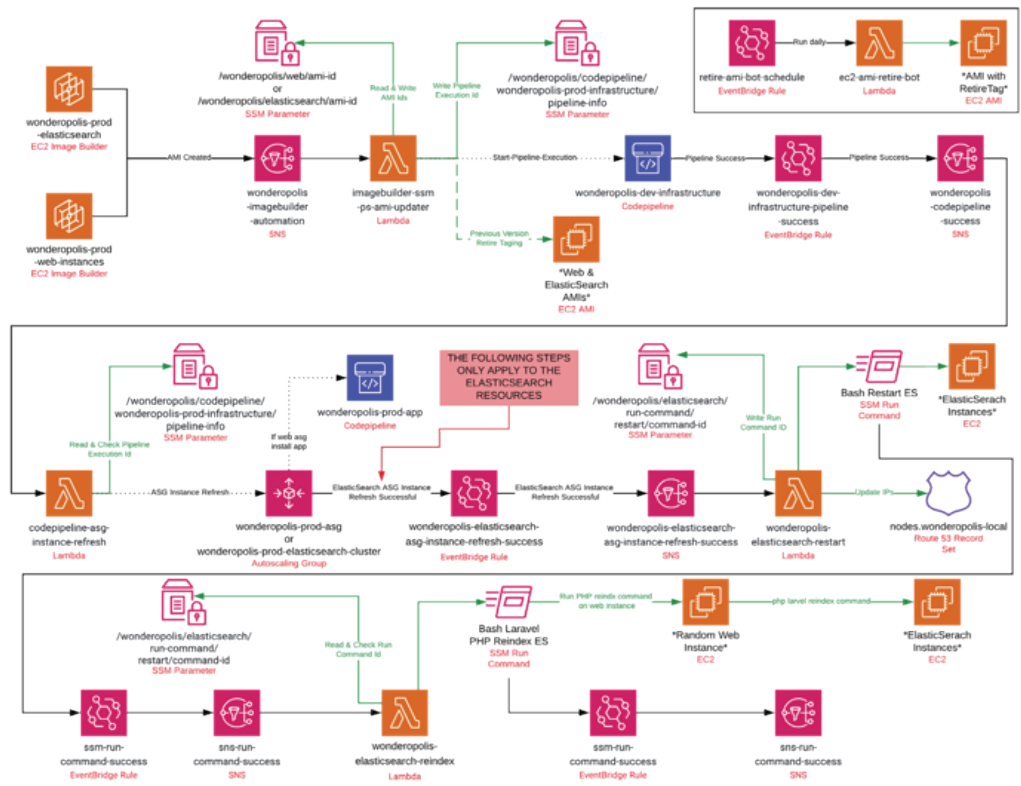 wonderopolis-prod
-elasticsearch
EC2 Image Builder
wonderopolis-prod
-web-instances
EC2 Image Builder
AMI Created
wonderopolis
-imagebuilder
-automation
SNS
/wonderopolis/web/ami-id
or
/wonderopolis/elasticsearch/ami-id
SSM Parameter
Read & Write
AMI Ids
imagebuilder-ssm
-ps-ami-updater
Lambda
Write Pipeline
Execution Id
/wonderopolis/codepipeline/
wonderopolis-prod-infrastructure/
pipeline-info
SSM Parameter
Start-Pipeline-Execution
wonderopolis-dev-infrastructure
Codepipeline
Previous Version
Retire Taging
*Web &
ElasticSearch
AMIs*
EC2 AMI
Pipeline Success
wonderopolis-dev-
infrastructure-pipeline
-success
EventBridge Rule
Pipeline Success
wonderopolis
-codepipeline
-success
SNS
retire-ami-bot-schedule
EventBridge Rule
Run daily
ec2-ami-retire-bot
Lambda
*AMI with
RetireTag*
EC2 AMI
codepipeline-asg-
instance-refresh
Lambda
Read & Check Pipeline
Execution Id
/wonderopolis/codepipeline/
wonderopolis-prod-infrastructure/
pipeline-info
SSM Parameter
ASG Instance Refresh
If web asg
install app
wonderopolis-prod-app
Codepipeline
wonderopolis-prod-asg
or
wonderopolis-prod-elasticsearch-cluster
Autoscaling Group
THE FOLLOWING STEPS
ONLY APPLY TO THE
ELASTICSEARCH
RESOURCES
ElasticSearch ASG Instance
Refresh Successful
wonderopolis-elasticsearch-
asg-instance-refresh-success
EventBridge Rule
ElasticSearch ASG Instance
Refresh Successful
wonderopolis-elasticsearch-
asg-instance-refresh-success
SNS
/wonderopolis/elasticsearch/
run-command/
restart/command-id
SSM Parameter
Write Run
Command ID
wonderopolis-
elasticsearch-restart
Lambda
Bash Restart ES
SSM Run
Command
*ElasticSerach
Instances*
EC2
Update IPs
nodes.wonderopolis-local
Route 53 Record
Set
/wonderopolis/elasticsearch/
run-command/
restart/command-id
SSM Parameter
Read & Check Run
Command Id
Bash Laravel
PHP Reindex ES
SSM Run
Command
Run PHP reindx command
on web instance
*Random Web
Instance*
EC2
php larvel reindex command
*ElasticSerach
Instances*
EC2
ssm-run-
command-success
EventBridge Rule
sns-run-
command-success
SNS
wonderopolis-
elasticsearch-reindex
Lambda
ssm-run-
command-success
EventBridge Rule
sns-run-
command-success
SNS